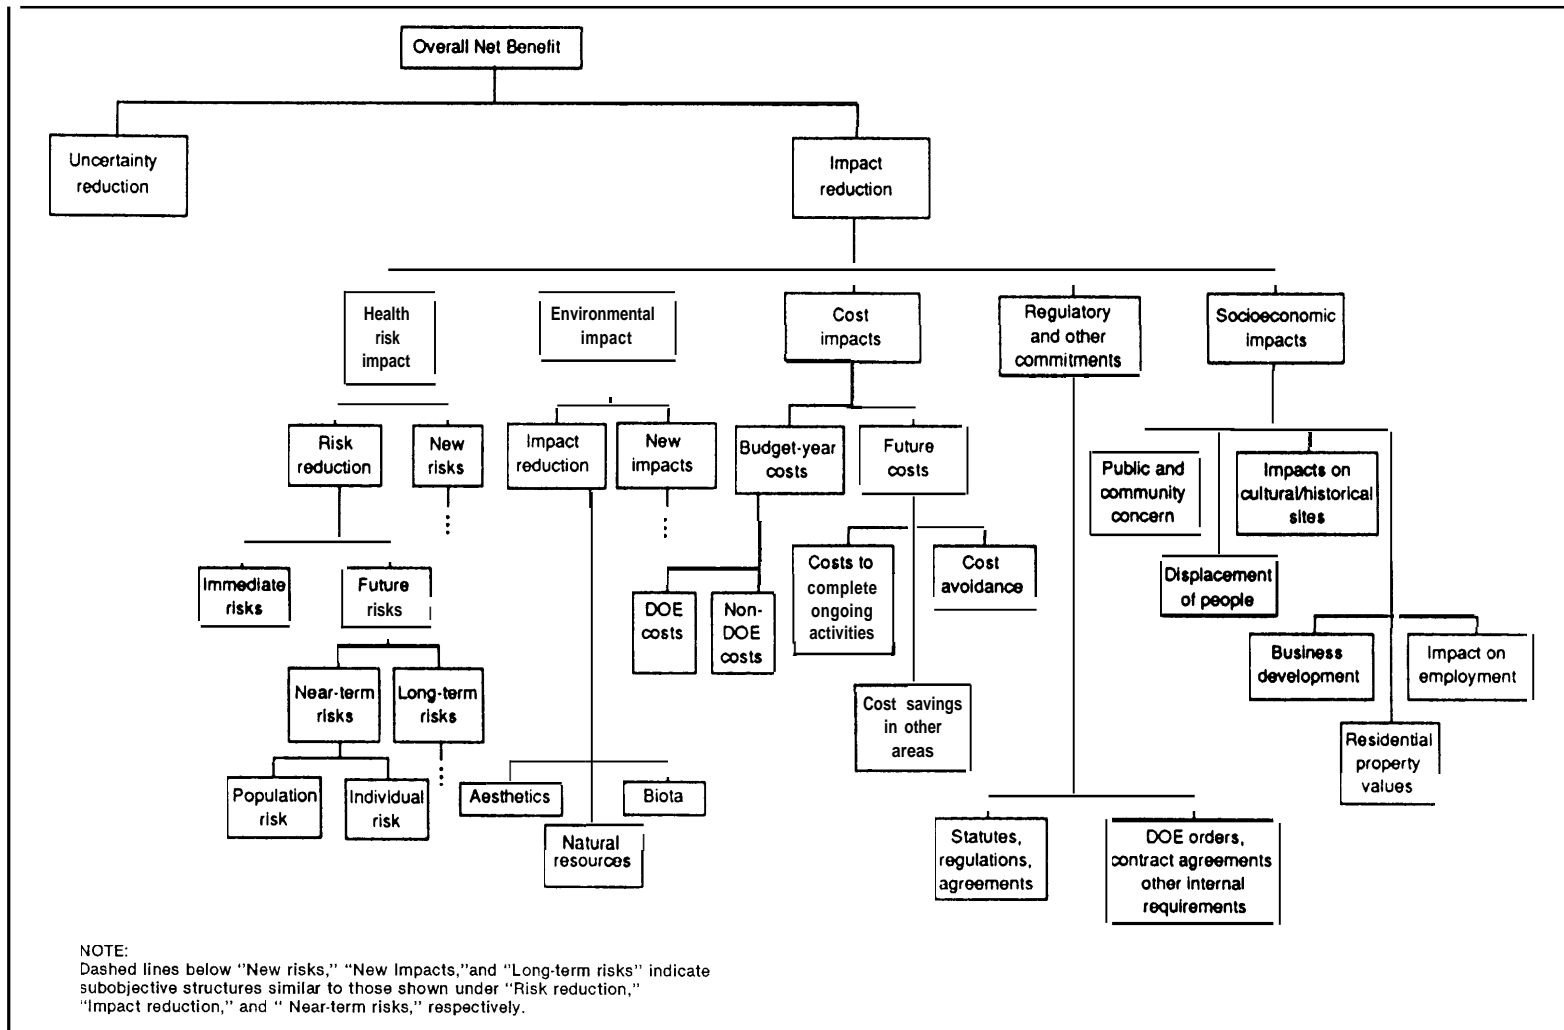 Overall Net Benefit
Uncertainty
reduction
Impact
reduction
Health
risk
impact
Environmental
impact
Cost
impacts
Regulatory
and other
commitments
Socioeconomic
impacts
Risk
reduction
New
risks
Impact
reduction
New
impacts
Budget-year
costs
Future
costs
Public and
community
concern
Impacts on
cultural/historical
sites
Immediate
risks
Future
risks
DOE
costs
Non-
DOE
costs
Costs to
complete
ongoing
activities
Cost
avoidance
Displacement
of people
Business
development
Impact on
employment
Near-term
risks
Long-term
risks
Cost savings
in other
areas
Residential
property
values
Population
risk
Individual
risk
Aesthetics
Biota
Natural
resources
Statutes,
regulations,
agreements
DOE orders,
contract agreements
other internal
requirements
NOTE:
Dashed lines below "New risks," "New Impacts,"and "Long-term risks" indicate
subobjective structures similar to those shown under "Risk reduction,"
"Impact reduction," and " Near-term risks," respectively.